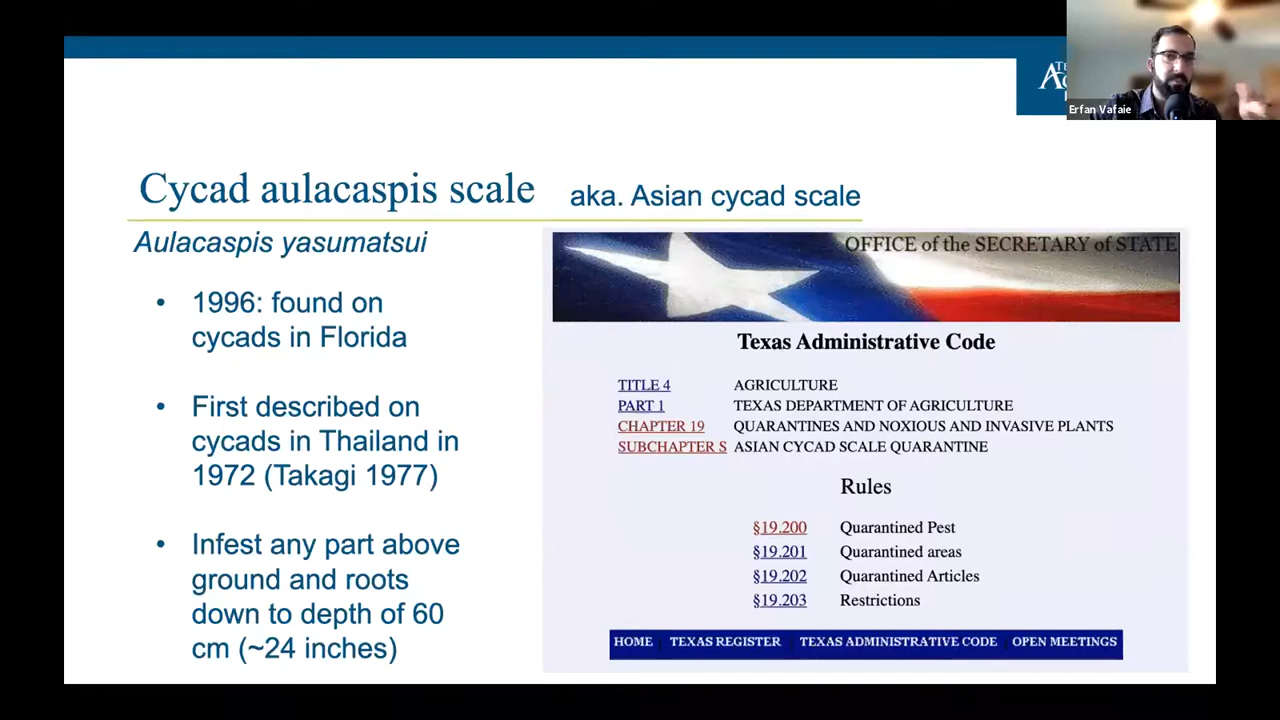 Erfan Vafaie
Cycad aulacaspis scale aka. Asian cycad scale
Aulacaspis yasumatsui
• 1996: found on
cycads in Florida
• First described on
cycads in Thailand in
1972 (Takagi 1977)
• Infest any part above
ground and roots
down to depth of 60
cm (~24 inches)
OFFICE of the SECRETARY of STATE
Texas Administrative Code
TITLE 4 AGRICULTURE
PART 1 TEXAS DEPARTMENT OF AGRICULTURE
CHAPTER 19 QUARANTINES AND NOXIOUS AND INVASIVE PLANTS
SUBCHAPTER S ASIAN CYCAD SCALE QUARANTINE
Rules
§19.200 Quarantined Pest
§19.201 Quarantined areas
§19.202 Quarantined Articles
§19.203 Restrictions
HOME TEXAS REGISTER TEXAS ADMINISTRATIVE CODE OPEN MEETINGS